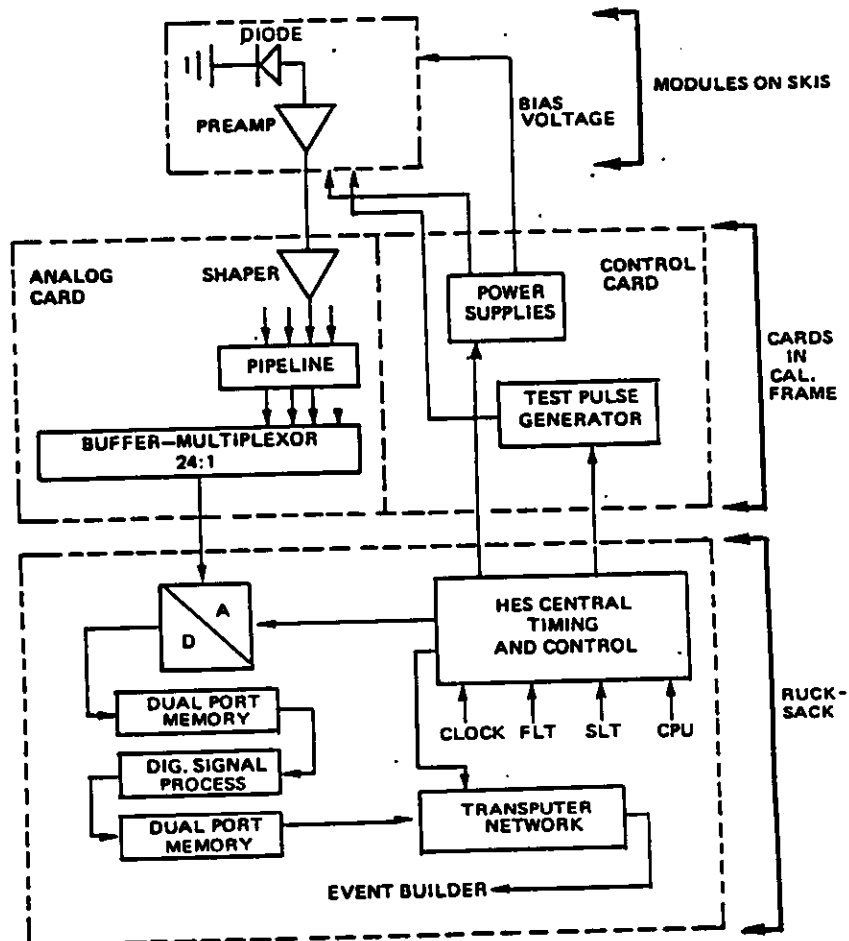 DIODE
PREAMP
BIAS
VOLTAGE
MODULES ON SKIS
ANALOG
CARD
SHAPER
PIPELINE
BUFFER-MULTIPLEXOR
24:1
POWER
SUPPLIES
CONTROL
CARD
TEST PULSE
GENERATOR
CARDS
IN
CAL.
FRAME
A
D
HES CENTRAL
TIMING
AND CONTROL
CLOCK FLT SLT CPU
DUAL PORT
MEMORY
DIG. SIGNAL
PROCESS
DUAL PORT
MEMORY
TRANSPUTER
NETWORK
EVENT BUILDER
RUCK-
SACK